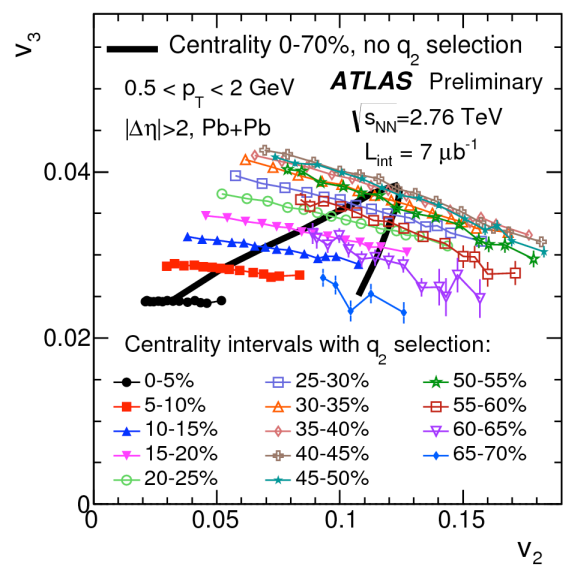 v3
Centrality 0-70%, no q2 selection
0.5 < pT < 2 GeV
ATLAS Preliminary
|Δη|>2, Pb+Pb
√sNN=2.76 TeV
Lint = 7 μb-1
0.04
0.02
Centrality intervals with q2 selection:
0-5% 25-30% 50-55%
5-10% 30-35% 55-60%
10-15% 35-40% 60-65%
15-20% 40-45% 65-70%
20-25% 45-50%
0
0 0.05 0.1 0.15
v2